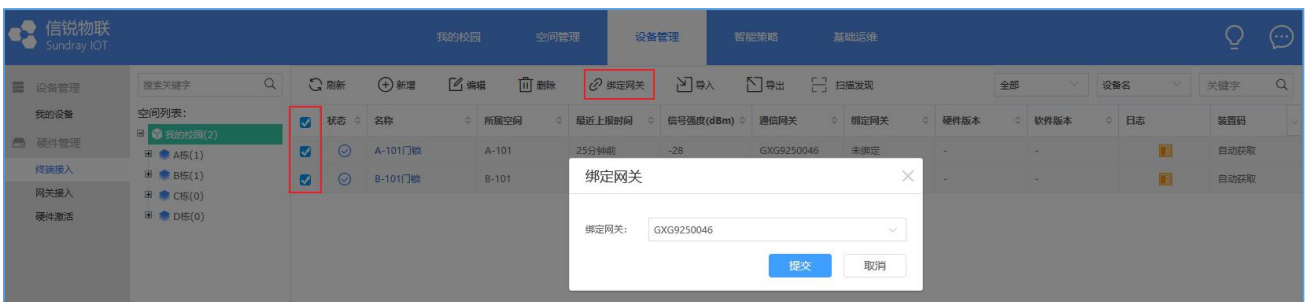 信锐物联
Sundray IOT
我的校园 空间管理 设备管理 智能策略 基础运维
设备管理
我的设备
硬件管理
终端接入
网关接入
硬件激活
搜索关键字
空间列表:
我的校园(2)
A栋(1)
B栋(1)
C栋(0)
D栋(0)
刷新 新增 编辑 删除 绑定网关 导入 导出 扫描发现 全部 设备名 关键字
状态 名称 所属空间 最近上报时间 信号强度(dBm) 通信网关 绑定网关 硬件版本 软件版本 日志 装置码
A-101门锁 A-101 25分钟前 -28 GXG9250046 未绑定 - - 自动获取
B-101门锁 B-101 - - 自动获取
绑定网关
绑定网关: GXG9250046
提交 取消